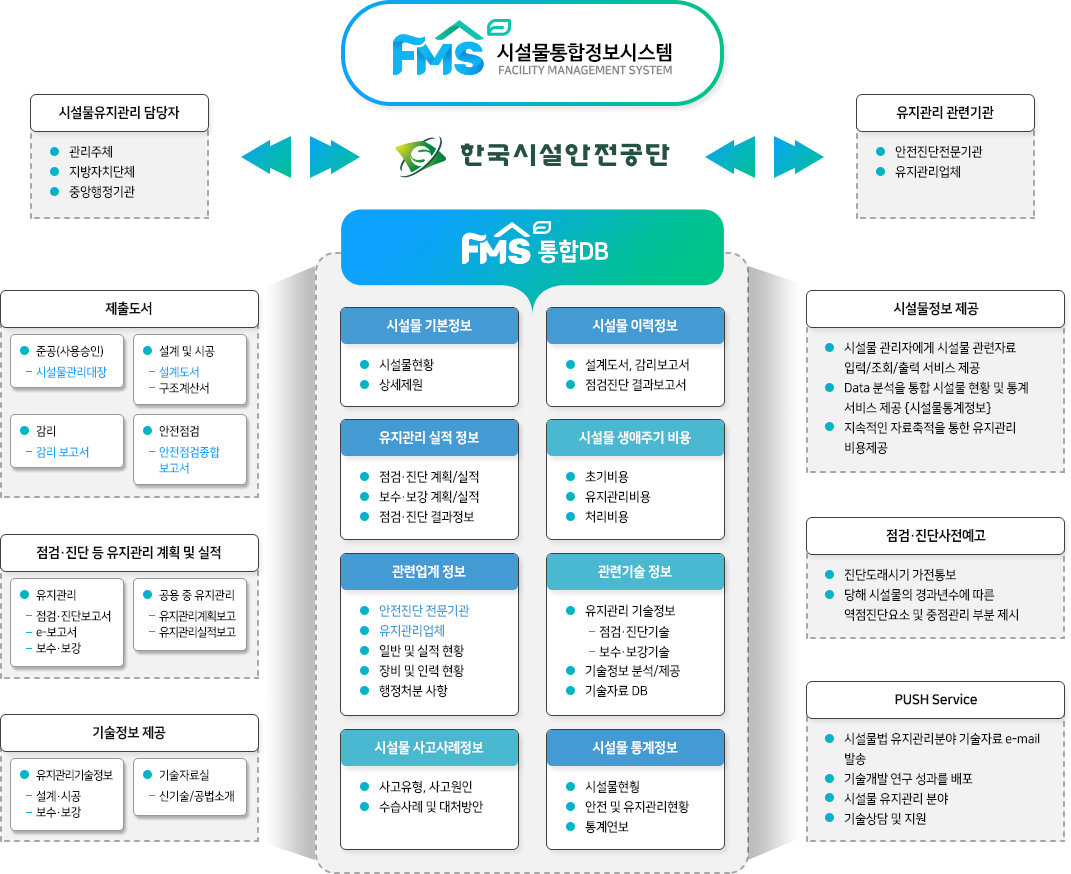 FMS 시설물통합정보시스템
FACILITY MANAGEMENT SYSTEM
시설물유지관리 담당자
관리주체
지방자치단체
중앙행정기관
한국시설안전공단
유지관리 관련기관
안전진단전문기관
유지관리업체
FMS 통합DB
제출도서
준공(사용승인)
- 시설물관리대장
설계 및 시공
- 설계도서
- 구조계산서
감리
- 감리 보고서
안전점검
- 안전점검종합
보고서
점검·진단 등 유지관리 계획 및 실적
유지관리
- 점검·진단보고서
- e-보고서
- 보수·보강
공용 중 유지관리
- 유지관리계획보고
- 유지관리실적보고
기술정보 제공
유지관리기술정보
- 설계·시공
- 보수·보강
기술자료실
- 신기술/공법소개
시설물 기본정보
시설물현황
상세제원
시설물 이력정보
설계도서, 감리보고서
점검진단 결과보고서
유지관리 실적 정보
점검·진단 계획/실적
보수·보강 계획/실적
점검·진단 결과정보
시설물 생애주기 비용
초기비용
유지관리비용
처리비용
관련업계 정보
안전진단 전문기관
유지관리업체
일반 및 실적 현황
장비 및 인력 현황
행정처분 사항
관련기술 정보
유지관리 기술정보
- 점검·진단기술
- 보수·보강기술
기술정보 분석/제공
기술자료 DB
시설물 사고사례정보
사고유형, 사고원인
수습사례 및 대처방안
시설물 통계정보
시설물현횡
안전 및 유지관리현황
통계연보
시설물정보 제공
시설물 관리자에게 시설물 관련자료
입력/조회/출력 서비스 제공
Data 분석을 통합 시설물 현황 및 통계
서비스 제공 {시설물통계정보}
지속적인 자료축적을 통한 유지관리
비용제공
점검·진단사전예고
진단도래시기 가전통보
당해 시설물의 경과년수에 따른
역점진단요소 및 중점관리 부분 제시
PUSH Service
시설물법 유지관리분야 기술자료 e-mail
발송
기술개발 연구 성과를 배포
시설물 유지관리 분야
기술상담 및 지원